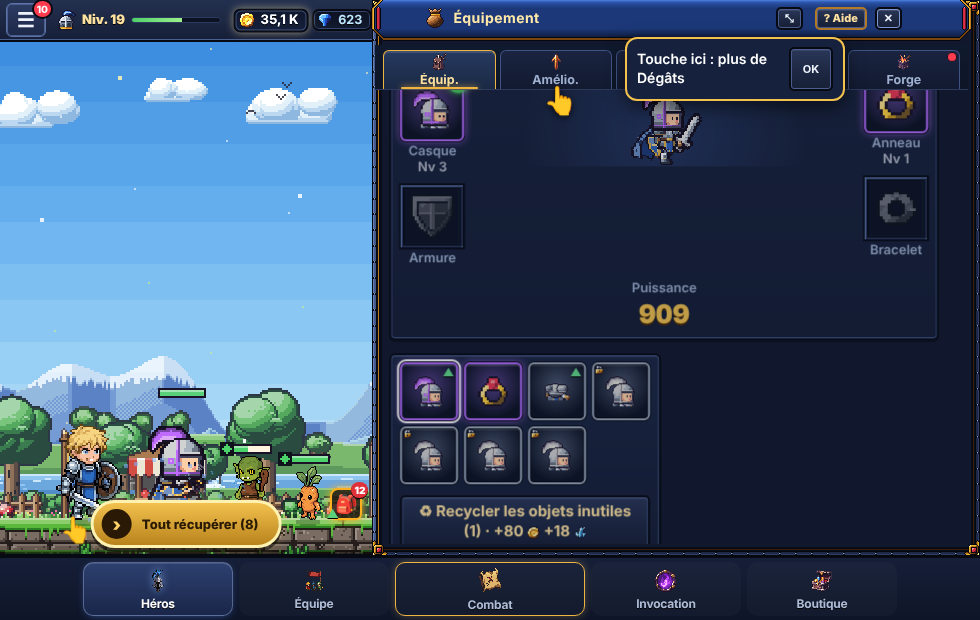 10
Niv. 19
35,1 K
623
Équipement
? Aide
Équip.
Amélio.
Touche ici : plus de
Dégâts
OK
Forge
Casque
Nv 3
Anneau
Nv 1
Armure
Bracelet
Puissance
909
Recycler les objets inutiles
(1) · +80 +18
12
Tout récupérer (8)
Héros
Équipe
Combat
Invocation
Boutique